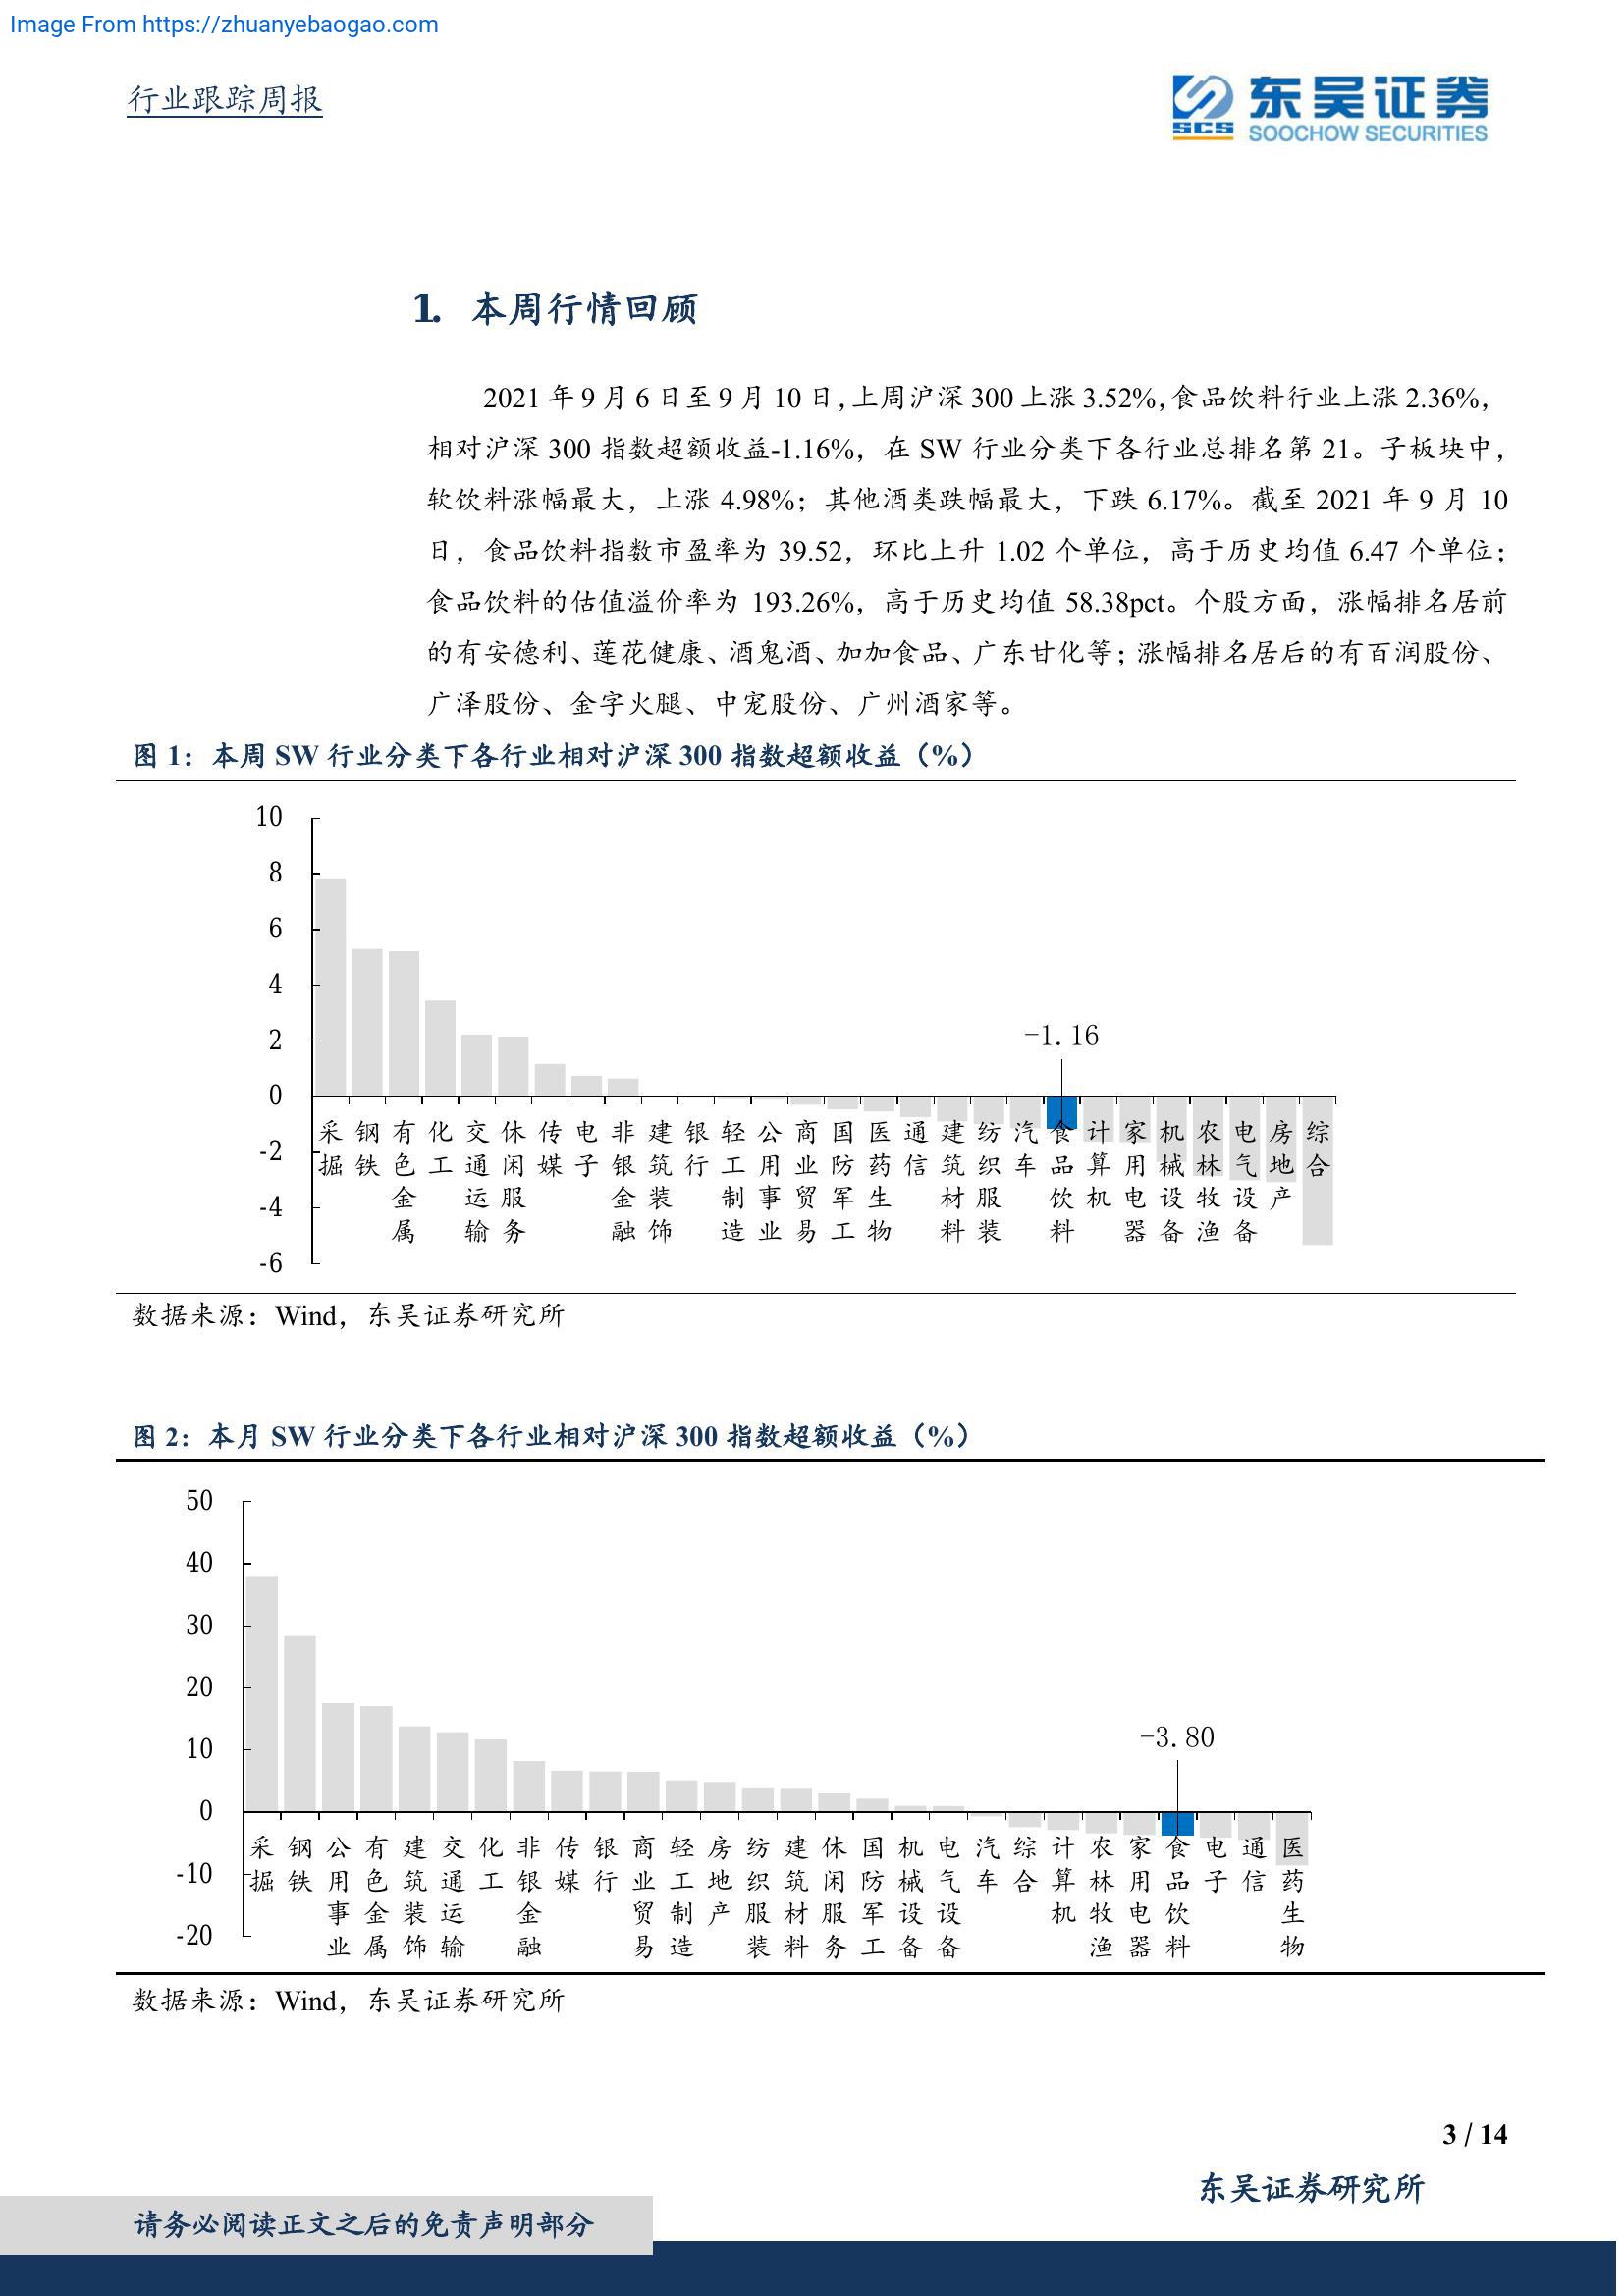 Image From https://zhuanyebaogao.com
行业跟踪周报
东吴证券
SCS
SOOCHOW SECURITIES
1. 本周行情回顾
2021 年 9 月 6 日至 9 月 10 日，上周沪深 300 上涨 3.52%，食品饮料行业上涨 2.36%，
相对沪深 300 指数超额收益-1.16%，在 SW 行业分类下各行业总排名第 21。子板块中，
软饮料涨幅最大，上涨 4.98%；其他酒类跌幅最大，下跌 6.17%。截至 2021 年 9 月 10
日，食品饮料指数市盈率为 39.52，环比上升 1.02 个单位，高于历史均值 6.47 个单位；
食品饮料的估值溢价率为 193.26%，高于历史均值 58.38pct。个股方面，涨幅排名居前
的有安德利、莲花健康、酒鬼酒、加加食品、广东甘化等；涨幅排名居后的有百润股份、
广泽股份、金字火腿、中宠股份、广州酒家等。
图 1：本周 SW 行业分类下各行业相对沪深 300 指数超额收益（%）
10
8
6
4
2
0
-2
-4
-6
-1.16
采掘
钢铁
有色金属
化工
交通运输
休闲服务
传媒
电子
非银金融
建筑装饰
银行
轻工制造
公用事业
商业贸易
国防军工
医药生物
通信
建筑材料
纺织服装
汽车
食品饮料
计算机
家用电器
机械设备
农林牧渔
电气设备
房地产
综合
数据来源：Wind，东吴证券研究所
图 2：本月 SW 行业分类下各行业相对沪深 300 指数超额收益（%）
50
40
30
20
10
0
-10
-20
-3.80
采掘
钢铁
公用事业
有色金属
建筑装饰
交通运输
化工
非银金融
传媒
银行
商业贸易
轻工制造
房地产
纺织服装
建筑材料
休闲服务
国防军工
机械设备
电气设备
汽车
综合
计算机
农林牧渔
家用电器
食品饮料
电子
通信
医药生物
数据来源：Wind，东吴证券研究所
3 / 14
东吴证券研究所
请务必阅读正文之后的免责声明部分